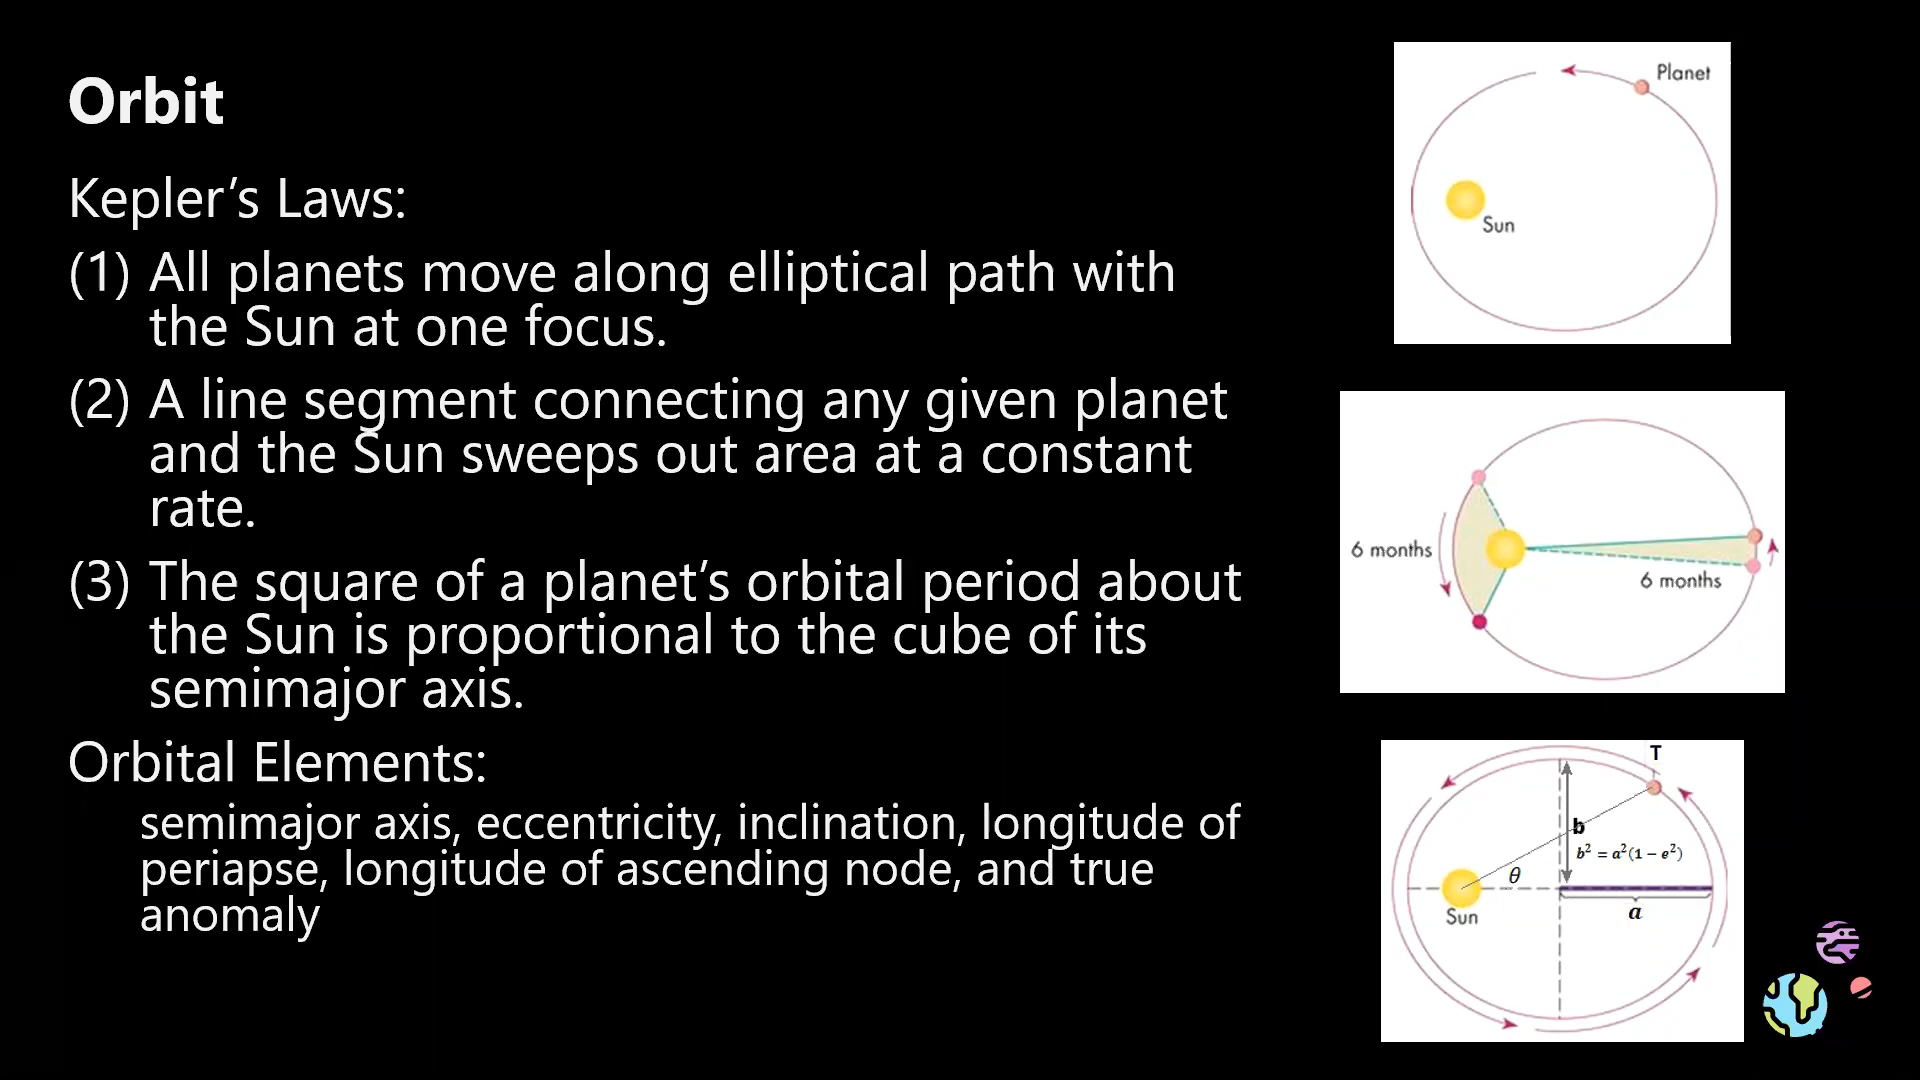 Orbit
Kepler’s Laws:
(1) All planets move along elliptical path with
the Sun at one focus.
(2) A line segment connecting any given planet
and the Sun sweeps out area at a constant
rate.
(3) The square of a planet’s orbital period about
the Sun is proportional to the cube of its
semimajor axis.
Orbital Elements:
semimajor axis, eccentricity, inclination, longitude of
periapse, longitude of ascending node, and true
anomaly
Planet
Sun
6 months
6 months
T
b
b² = a²(1 − e²)
θ
Sun
a